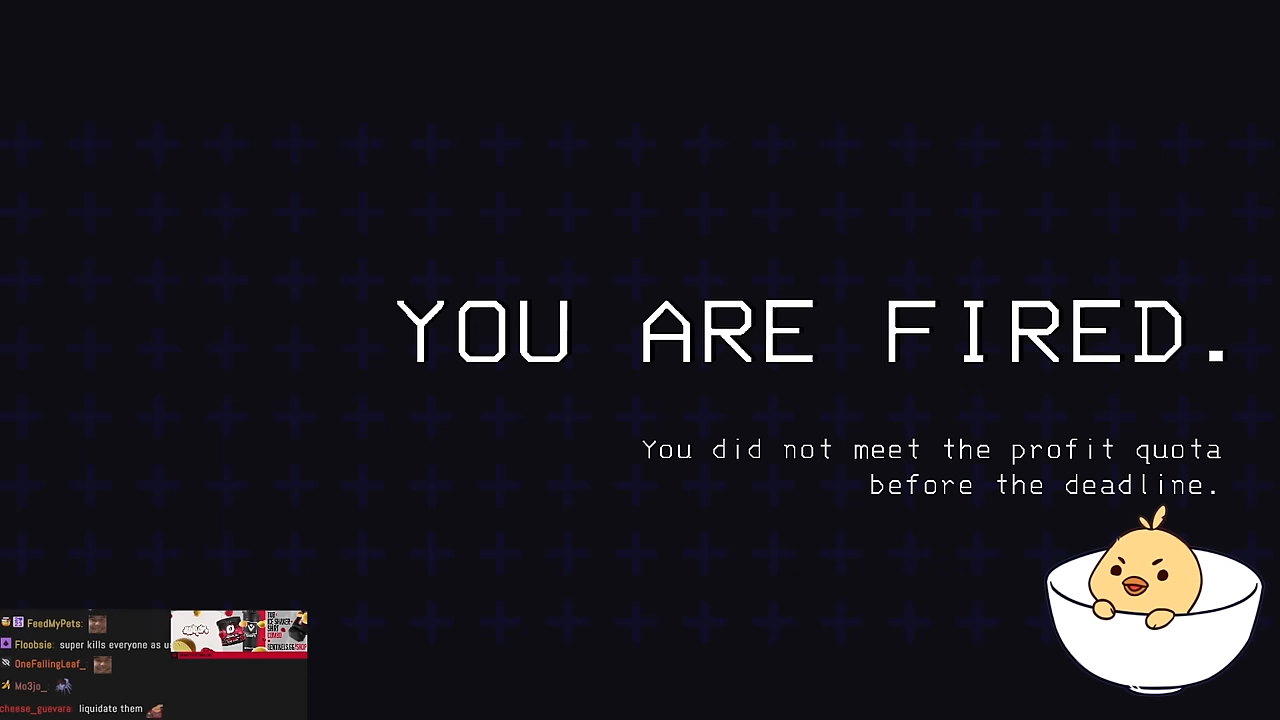 YOU ARE FIRED.
You did not meet the profit quota
before the deadline.
FeedMyPets:
Floobsie: super kills everyone as us
OneFallingLeaf_:
Mo3jo_:
cheese_guevara: liquidate them